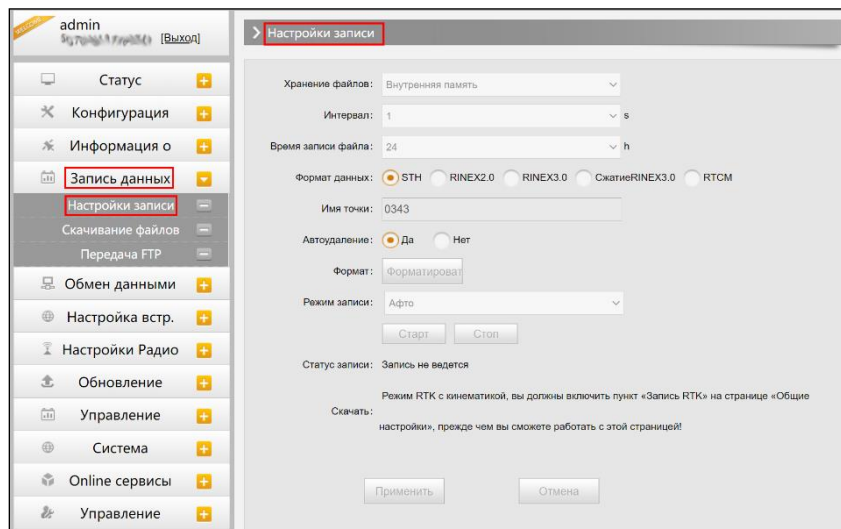 WELCOME
admin
[Выход]
Статус
Конфигурация
Информация о
Запись данных
Настройки записи
Скачивание файлов
Передача FTP
Обмен данными
Настройка встр.
Настройки Радио
Обновление
Управление
Система
Online сервисы
Управление
Настройки записи
Хранение файлов: Внутренняя память
Интервал: 1 s
Время записи файла: 24 h
Формат данных: STH RINEX2.0 RINEX3.0 СжатиеRINEX3.0 RTCM
Имя точки: 0343
Автоудаление: Да Нет
Формат: Форматироват
Режим записи: Афто
Старт Стоп
Статус записи: Запись не ведется
Скачать: Режим RTK с кинематикой, вы должны включить пункт «Запись RTK» на странице «Общие
настройки», прежде чем вы сможете работать с этой страницей!
Применить Отмена